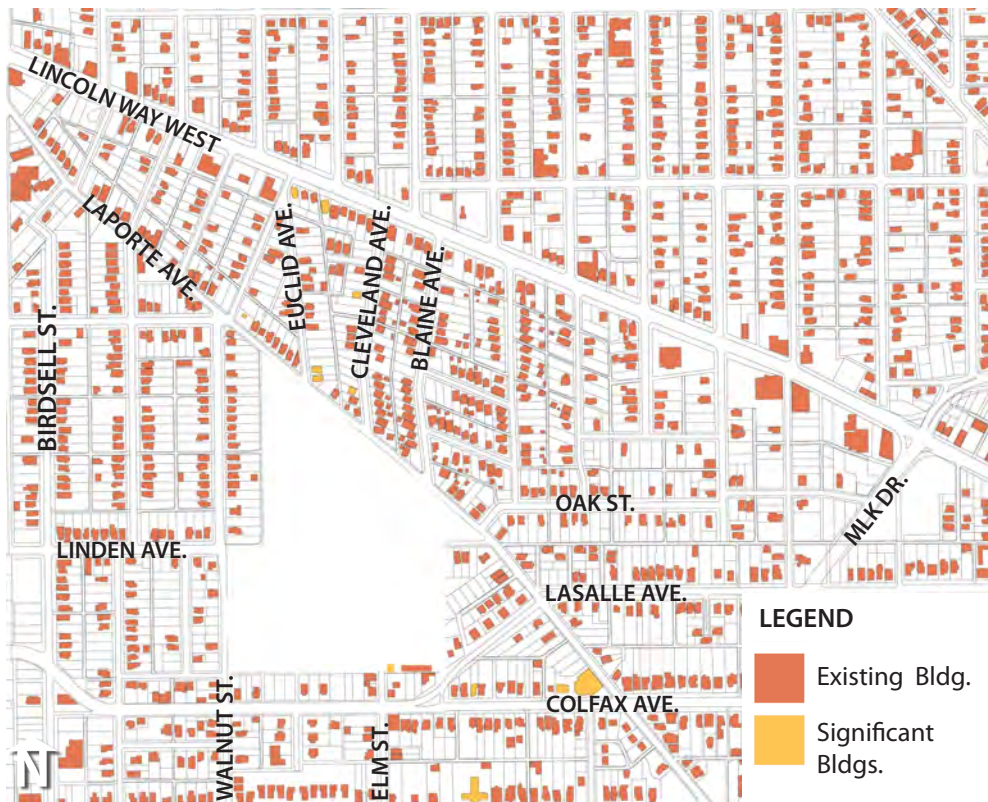 LINCOLN WAY WEST
LAPORTE AVE.
EUCLID AVE.
CLEVELAND AVE.
BLAINE AVE.
BIRDSELL ST.
OAK ST.
MLK DR.
LINDEN AVE.
LASALLE AVE.
WALNUT ST.
ELM ST.
COLFAX AVE.
LEGEND
Existing Bldg.
Significant
Bldgs.
N